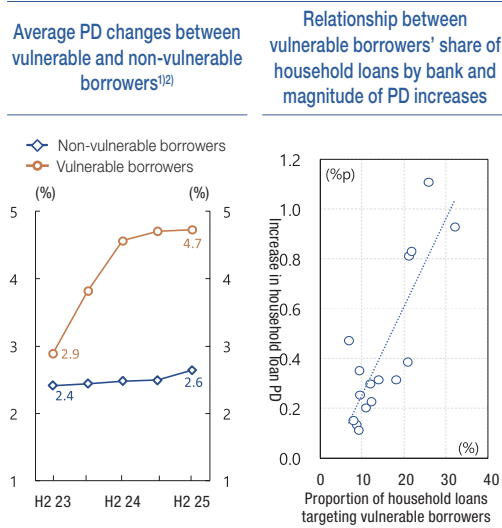 Average PD changes between
vulnerable and non-vulnerable
borrowers1)2)
Non-vulnerable borrowers
Vulnerable borrowers
(%)
(%)
5
5
4
4
3
3
2
2
1
1
4.7
2.9
2.4
2.6
H2 23
H2 24
H2 25
Relationship between
vulnerable borrowers’ share of
household loans by bank and
magnitude of PD increases
(%p)
1.2
1.0
0.8
0.6
0.4
0.2
0.0
Increase in household
loan PD
(%)
0
10
20
30
40
Proportion of household loans
targeting vulnerable borrowers